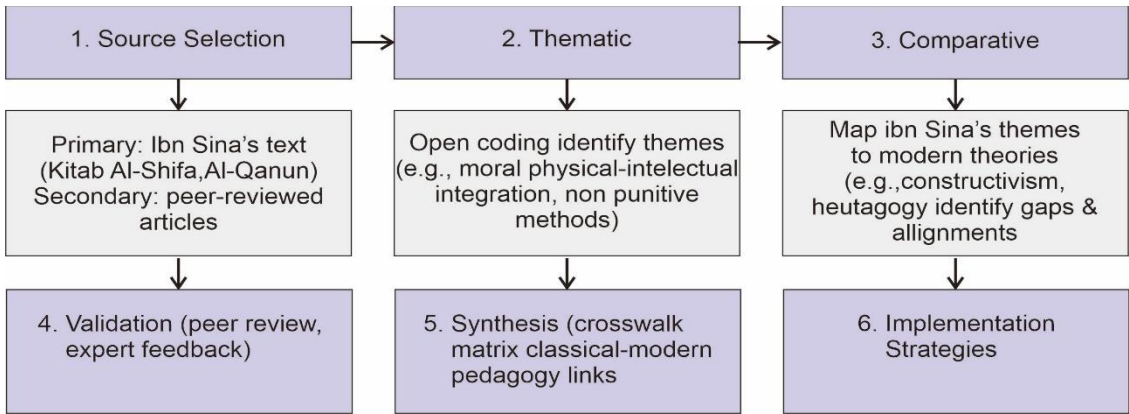 1. Source Selection
2. Thematic
3. Comparative
Primary: Ibn Sina's text
(Kitab Al-Shifa,Al-Qanun)
Secondary: peer-reviewed
articles
Open coding identify themes
(e.g., moral physical-intelectual
integration, non punitive
methods)
Map ibn Sina's themes
to modern theories
(e.g.,constructivism,
heutagogy identify gaps &
allignments
4. Validation (peer review,
expert feedback)
5. Synthesis (crosswalk
matrix classical-modern
pedagogy links
6. Implementation
Strategies